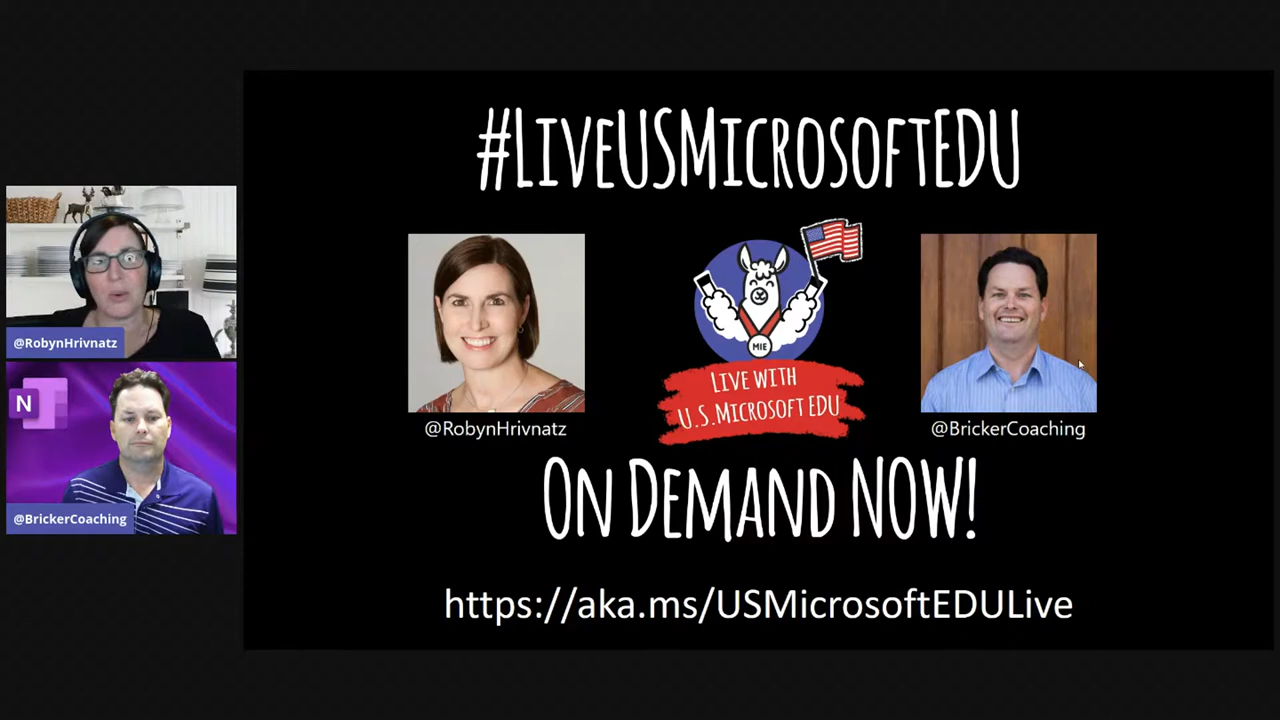 #LiveUSMicrosoftEDU
@RobynHrivnatz
N
@BrickerCoaching
MIE
Live with
U.S.Microsoft EDU
@RobynHrivnatz
@BrickerCoaching
On Demand NOW!
https://aka.ms/USMicrosoftEDULive